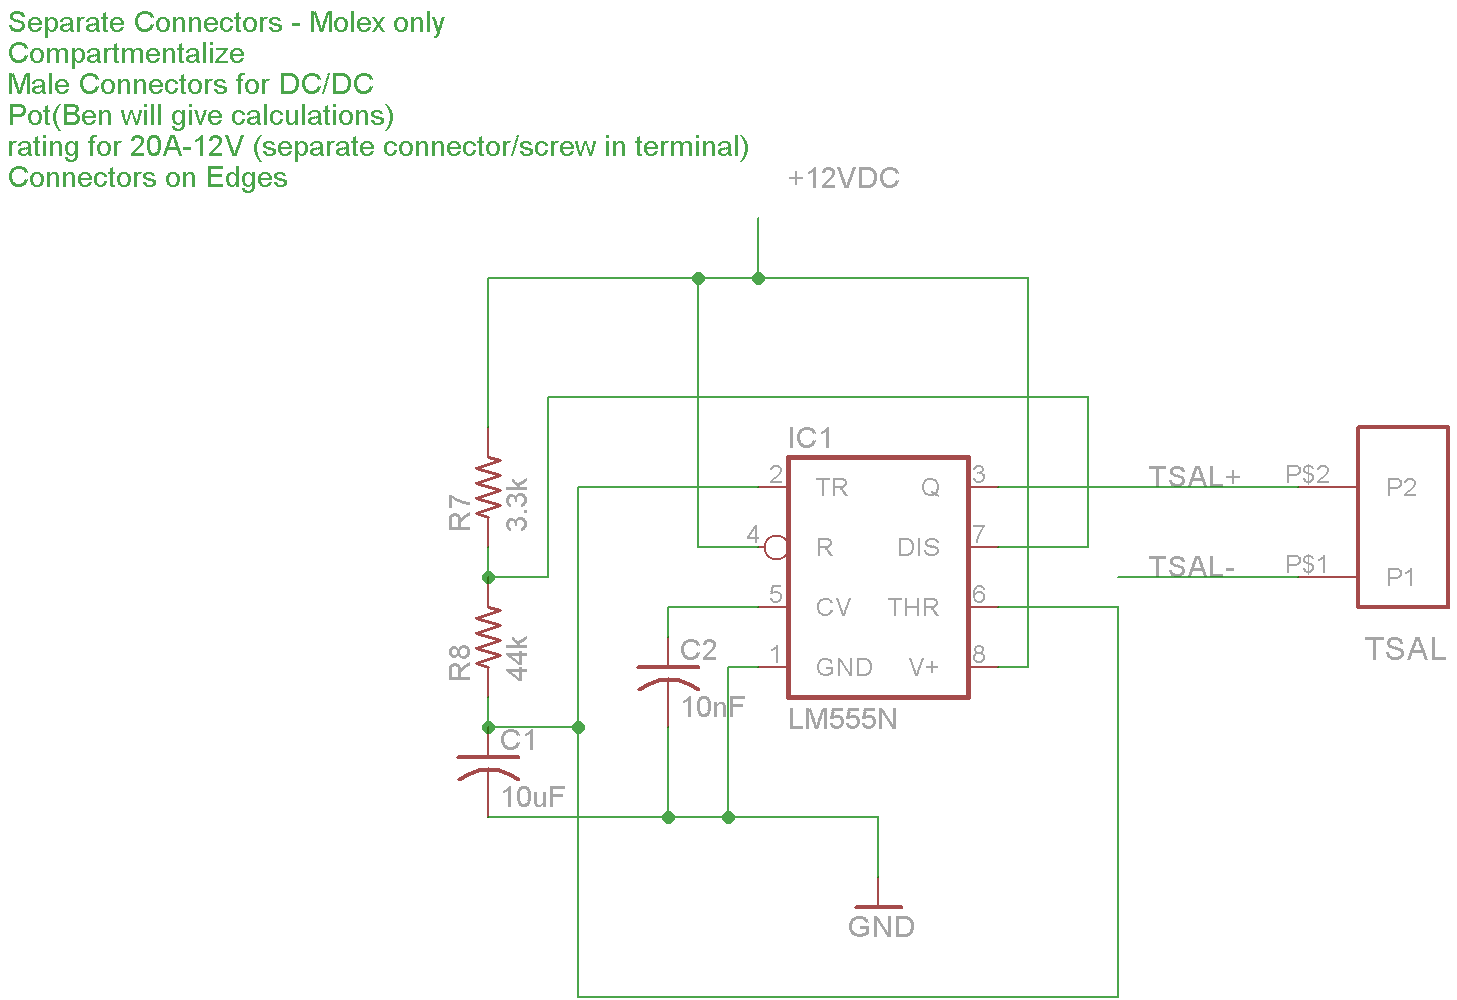 Separate Connectors - Molex only
Compartmentalize
Male Connectors for DC/DC
Pot(Ben will give calculations)
rating for 20A-12V (separate connector/screw in terminal)
Connectors on Edges
+12VDC
IC1
2 TR Q 3
4 R DIS 7
5 CV THR 6
1 GND V+ 8
LM555N
R7 3.3k
R8 44k
C1
10uF
C2
10nF
GND
TSAL+ P$2 P2
TSAL- P$1 P1
TSAL